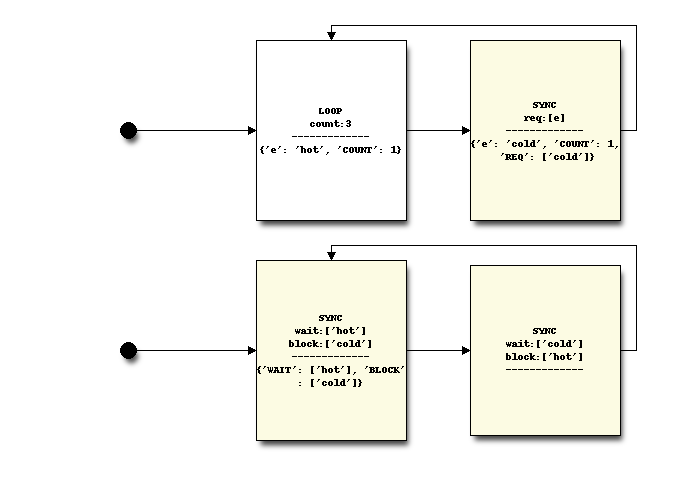 LOOP
count:3
-------------
{'e': 'hot', 'COUNT': 1}
SYNC
req:[e]
-------------
{'e': 'cold', 'COUNT': 1,
'REQ': ['cold']}
SYNC
wait:['hot']
block:['cold']
-------------
{'WAIT': ['hot'], 'BLOCK'
: ['cold']}
SYNC
wait:['cold']
block:['hot']
-------------